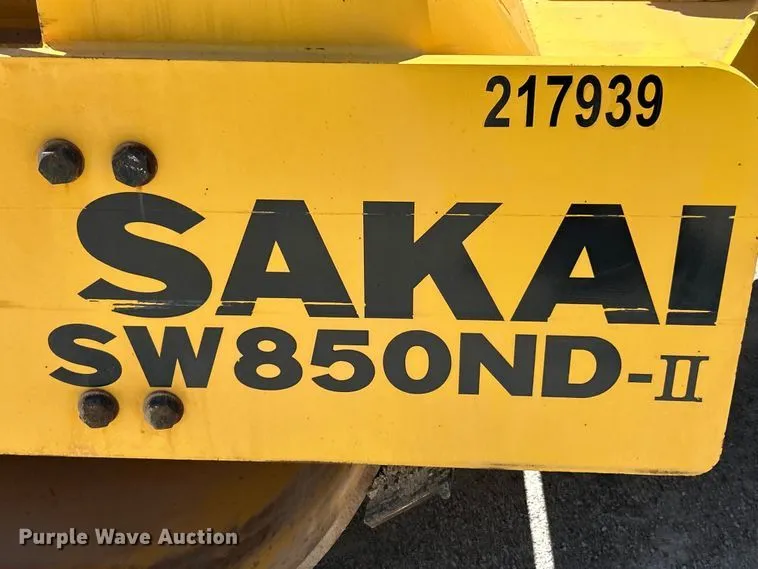 217939
SAKAI
SW850ND-II
Purple Wave Auction